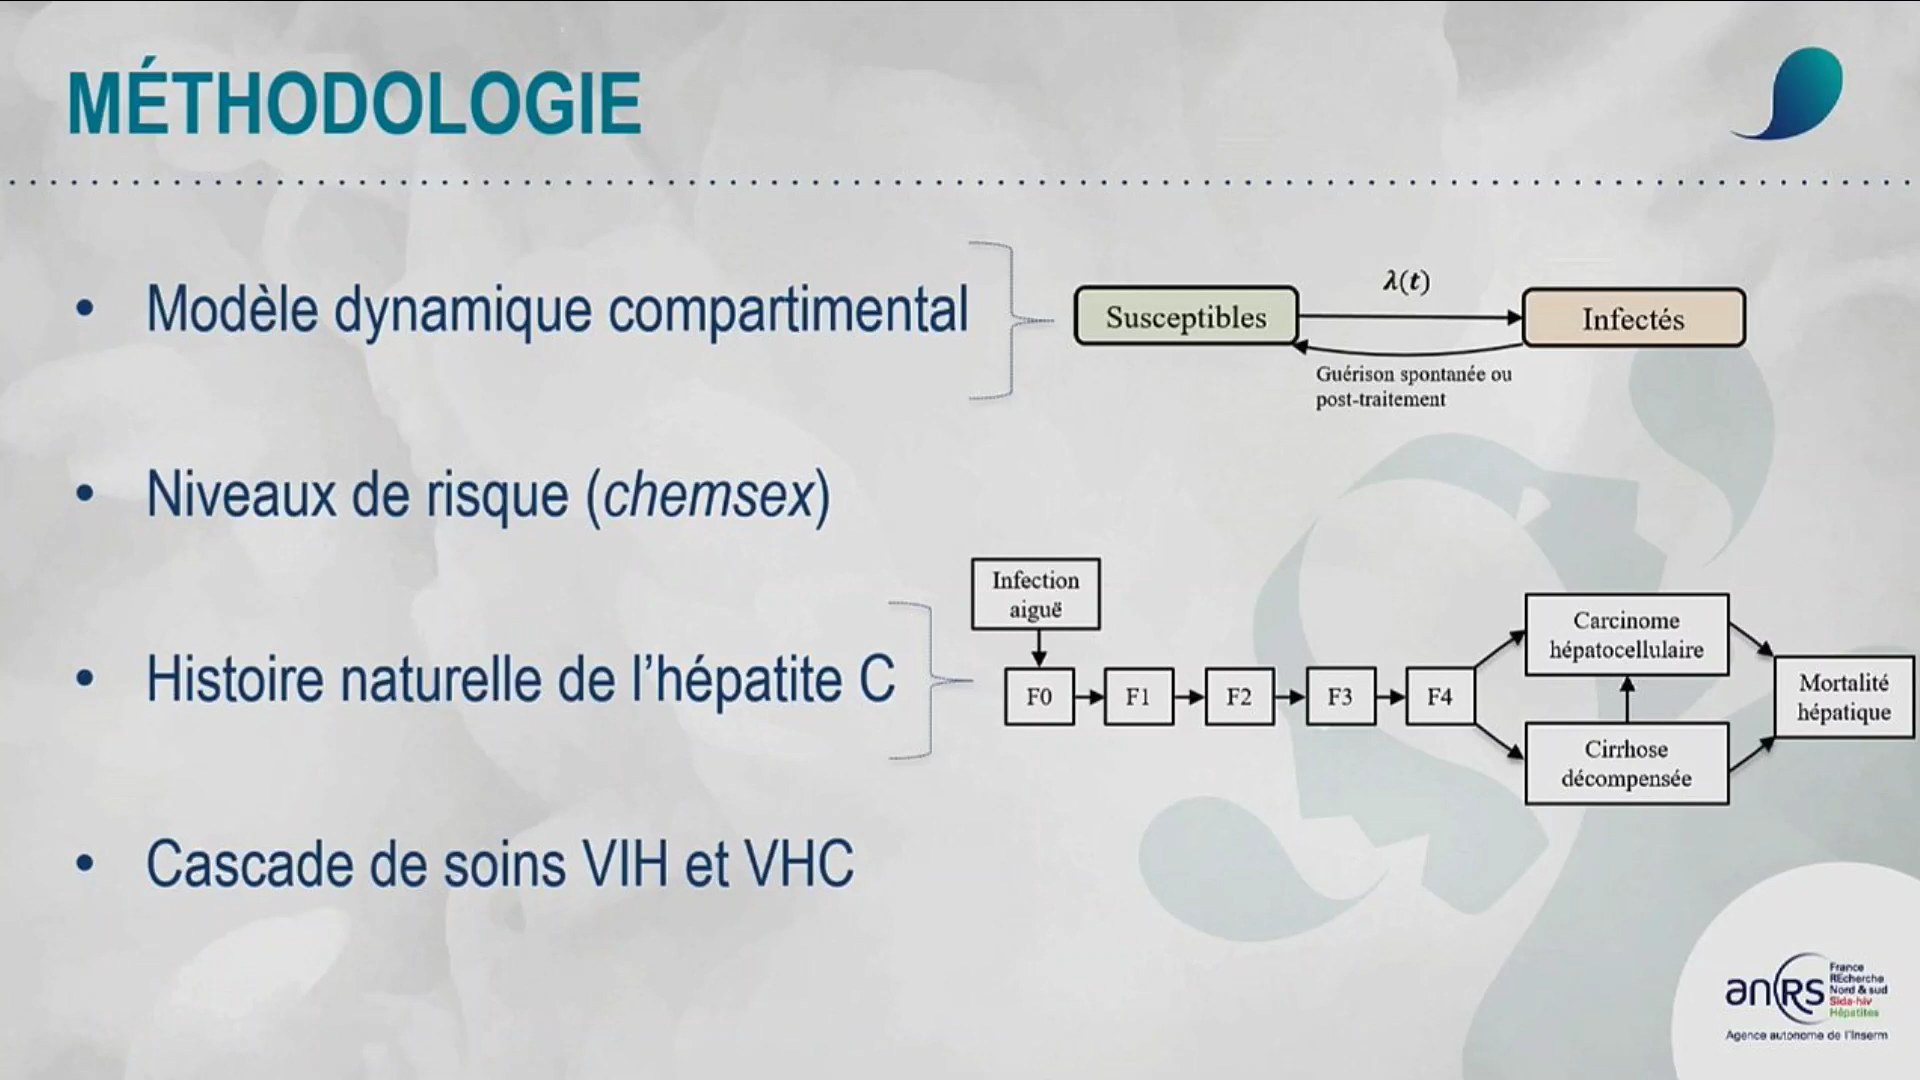 MÉTHODOLOGIE
• Modèle dynamique compartimental
λ(t)
Susceptibles
Infectés
Guérison spontanée ou
post-traitement
• Niveaux de risque (chemsex)
• Histoire naturelle de l’hépatite C
Infection
aiguë
F0
F1
F2
F3
F4
Carcinome
hépatocellulaire
Cirrhose
décompensée
Mortalité
hépatique
• Cascade de soins VIH et VHC
anRS
France
REcherche
Nord & sud
Sida-hiv
Hépatites
Agence autonome de l'Inserm